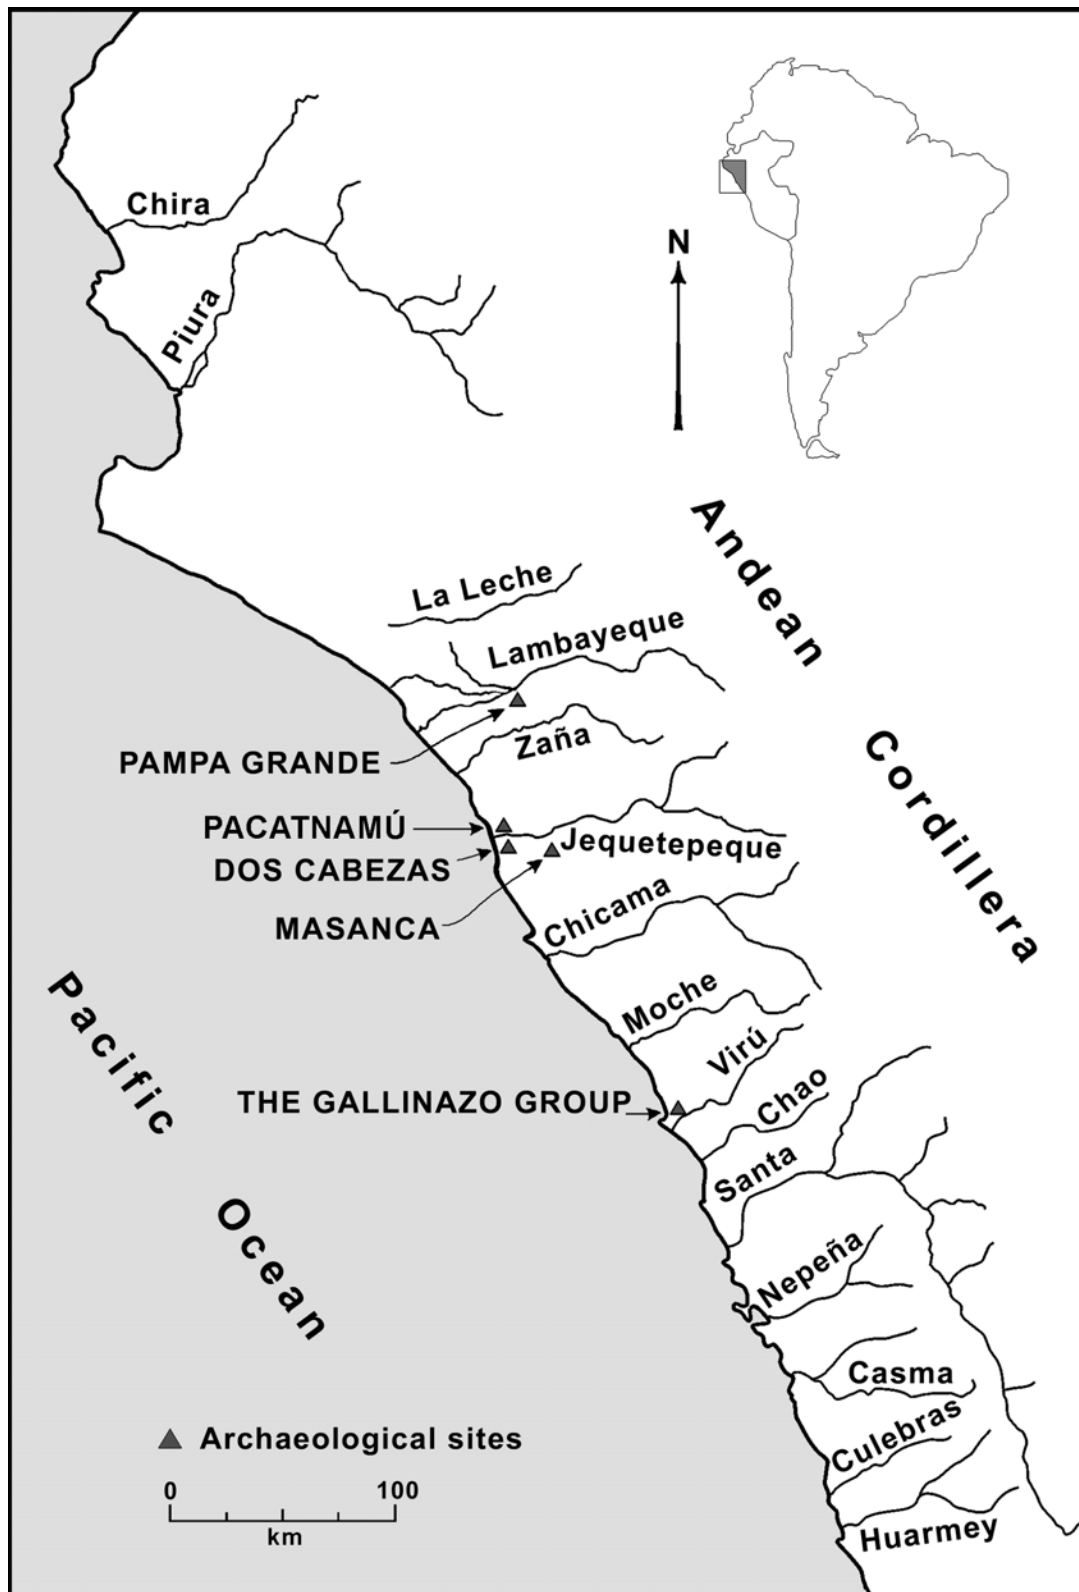 Chira
N
Piura
Andean
Cordillera
La Leche
Lambayeque
PAMPA GRANDE
Zaña
PACATNAMÚ
Jequetepeque
DOS CABEZAS
MASANCA
Chicama
Pacific
Ocean
Moche
Virú
THE GALLINAZO GROUP
Chao
Santa
Nepeña
Casma
Culebras
Huarmey
Archaeological sites
0 100
km